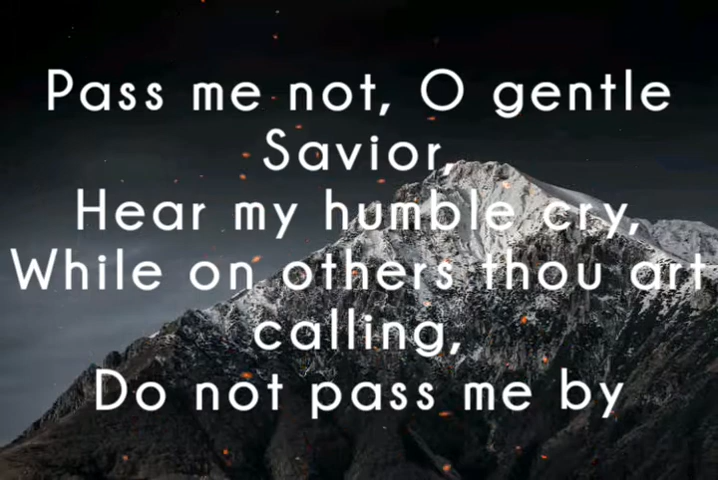 Pass me not, O gentle
Savior,
Hear my humble cry,
While on others thou art
calling,
Do not pass me by